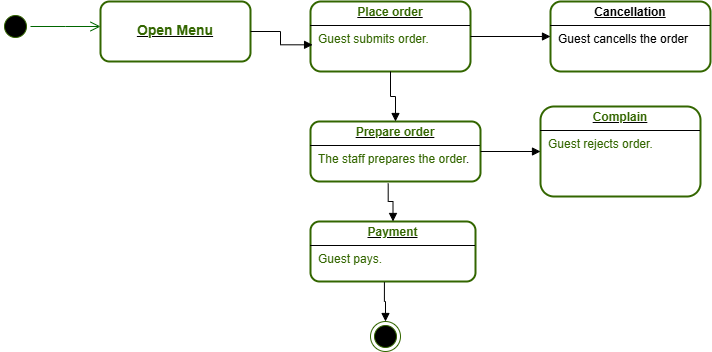 Open Menu
Place order
Guest submits order.
Cancellation
Guest cancells the order
Prepare order
The staff prepares the order.
Complain
Guest rejects order.
Payment
Guest pays.